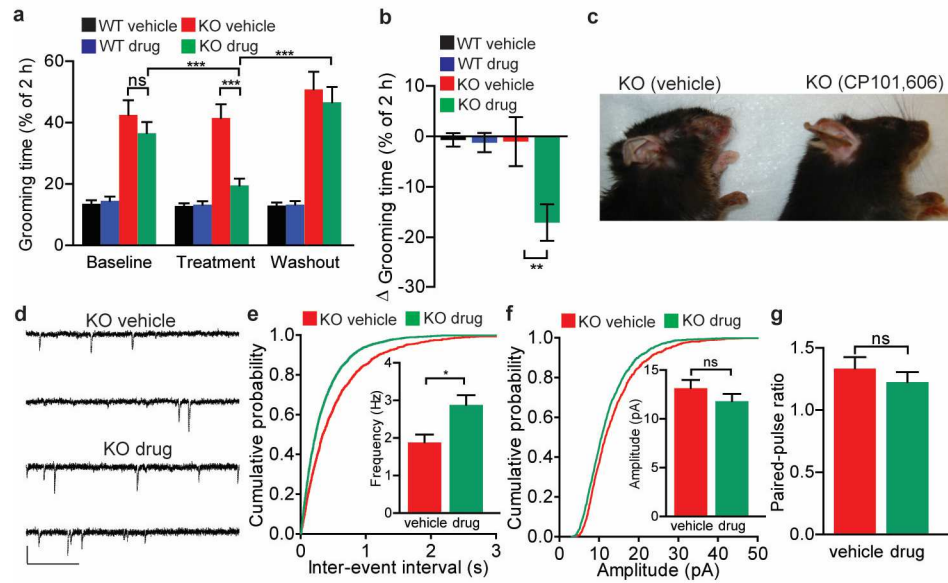 a
WT vehicle KO vehicle
WT drug KO drug
Grooming time (% of 2 h)
60
40
20
0
ns
***
***
***
Baseline Treatment Washout
b
WT vehicle
WT drug
KO vehicle
KO drug
Δ Grooming time (% of 2 h)
10
0
-10
-20
-30
**
c
KO (vehicle) KO (CP101,606)
d
KO vehicle
KO drug
e
KO vehicle KO drug
Cumulative probability
1.0
0.8
0.6
0.4
0.2
0.0
0 1 2 3
Inter-event interval (s)
Frequency (Hz)
4
3
2
1
0
*
vehicle drug
f
KO vehicle KO drug
Cumulative probability
1.0
0.8
0.6
0.4
0.2
0.0
0 10 20 30 40 50
Amplitude (pA)
Amplitude (pA)
15
10
5
0
ns
vehicle drug
g
Paired-pulse ratio
1.5
1.0
0.5
0.0
ns
vehicle drug